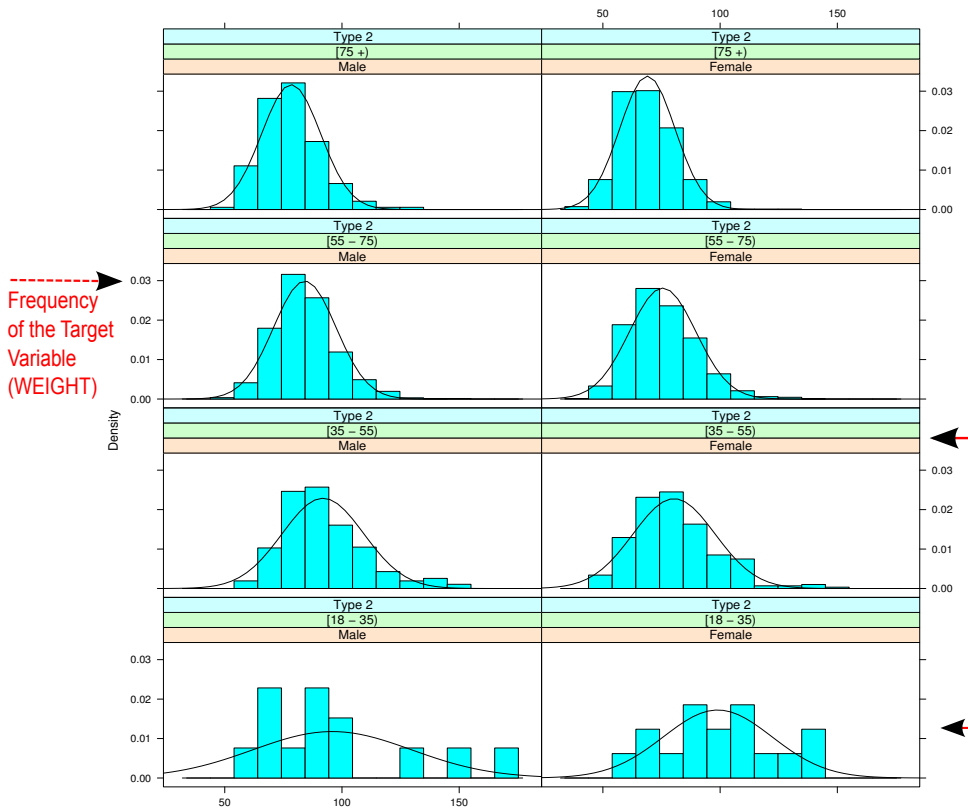 50 100 150
Type 2 Type 2
[75 +) [75 +)
Male Female
0.03
0.02
0.01
0.00
Type 2 Type 2
[55 − 75) [55 − 75)
Male Female
Frequency
of the Target
Variable
(WEIGHT)
0.03
0.02
0.01
0.00
Density
Type 2 Type 2
[35 − 55) [35 − 55)
Male Female
0.03
0.02
0.01
0.00
Type 2 Type 2
[18 − 35) [18 − 35)
Male Female
0.03
0.02
0.01
0.00
50 100 150